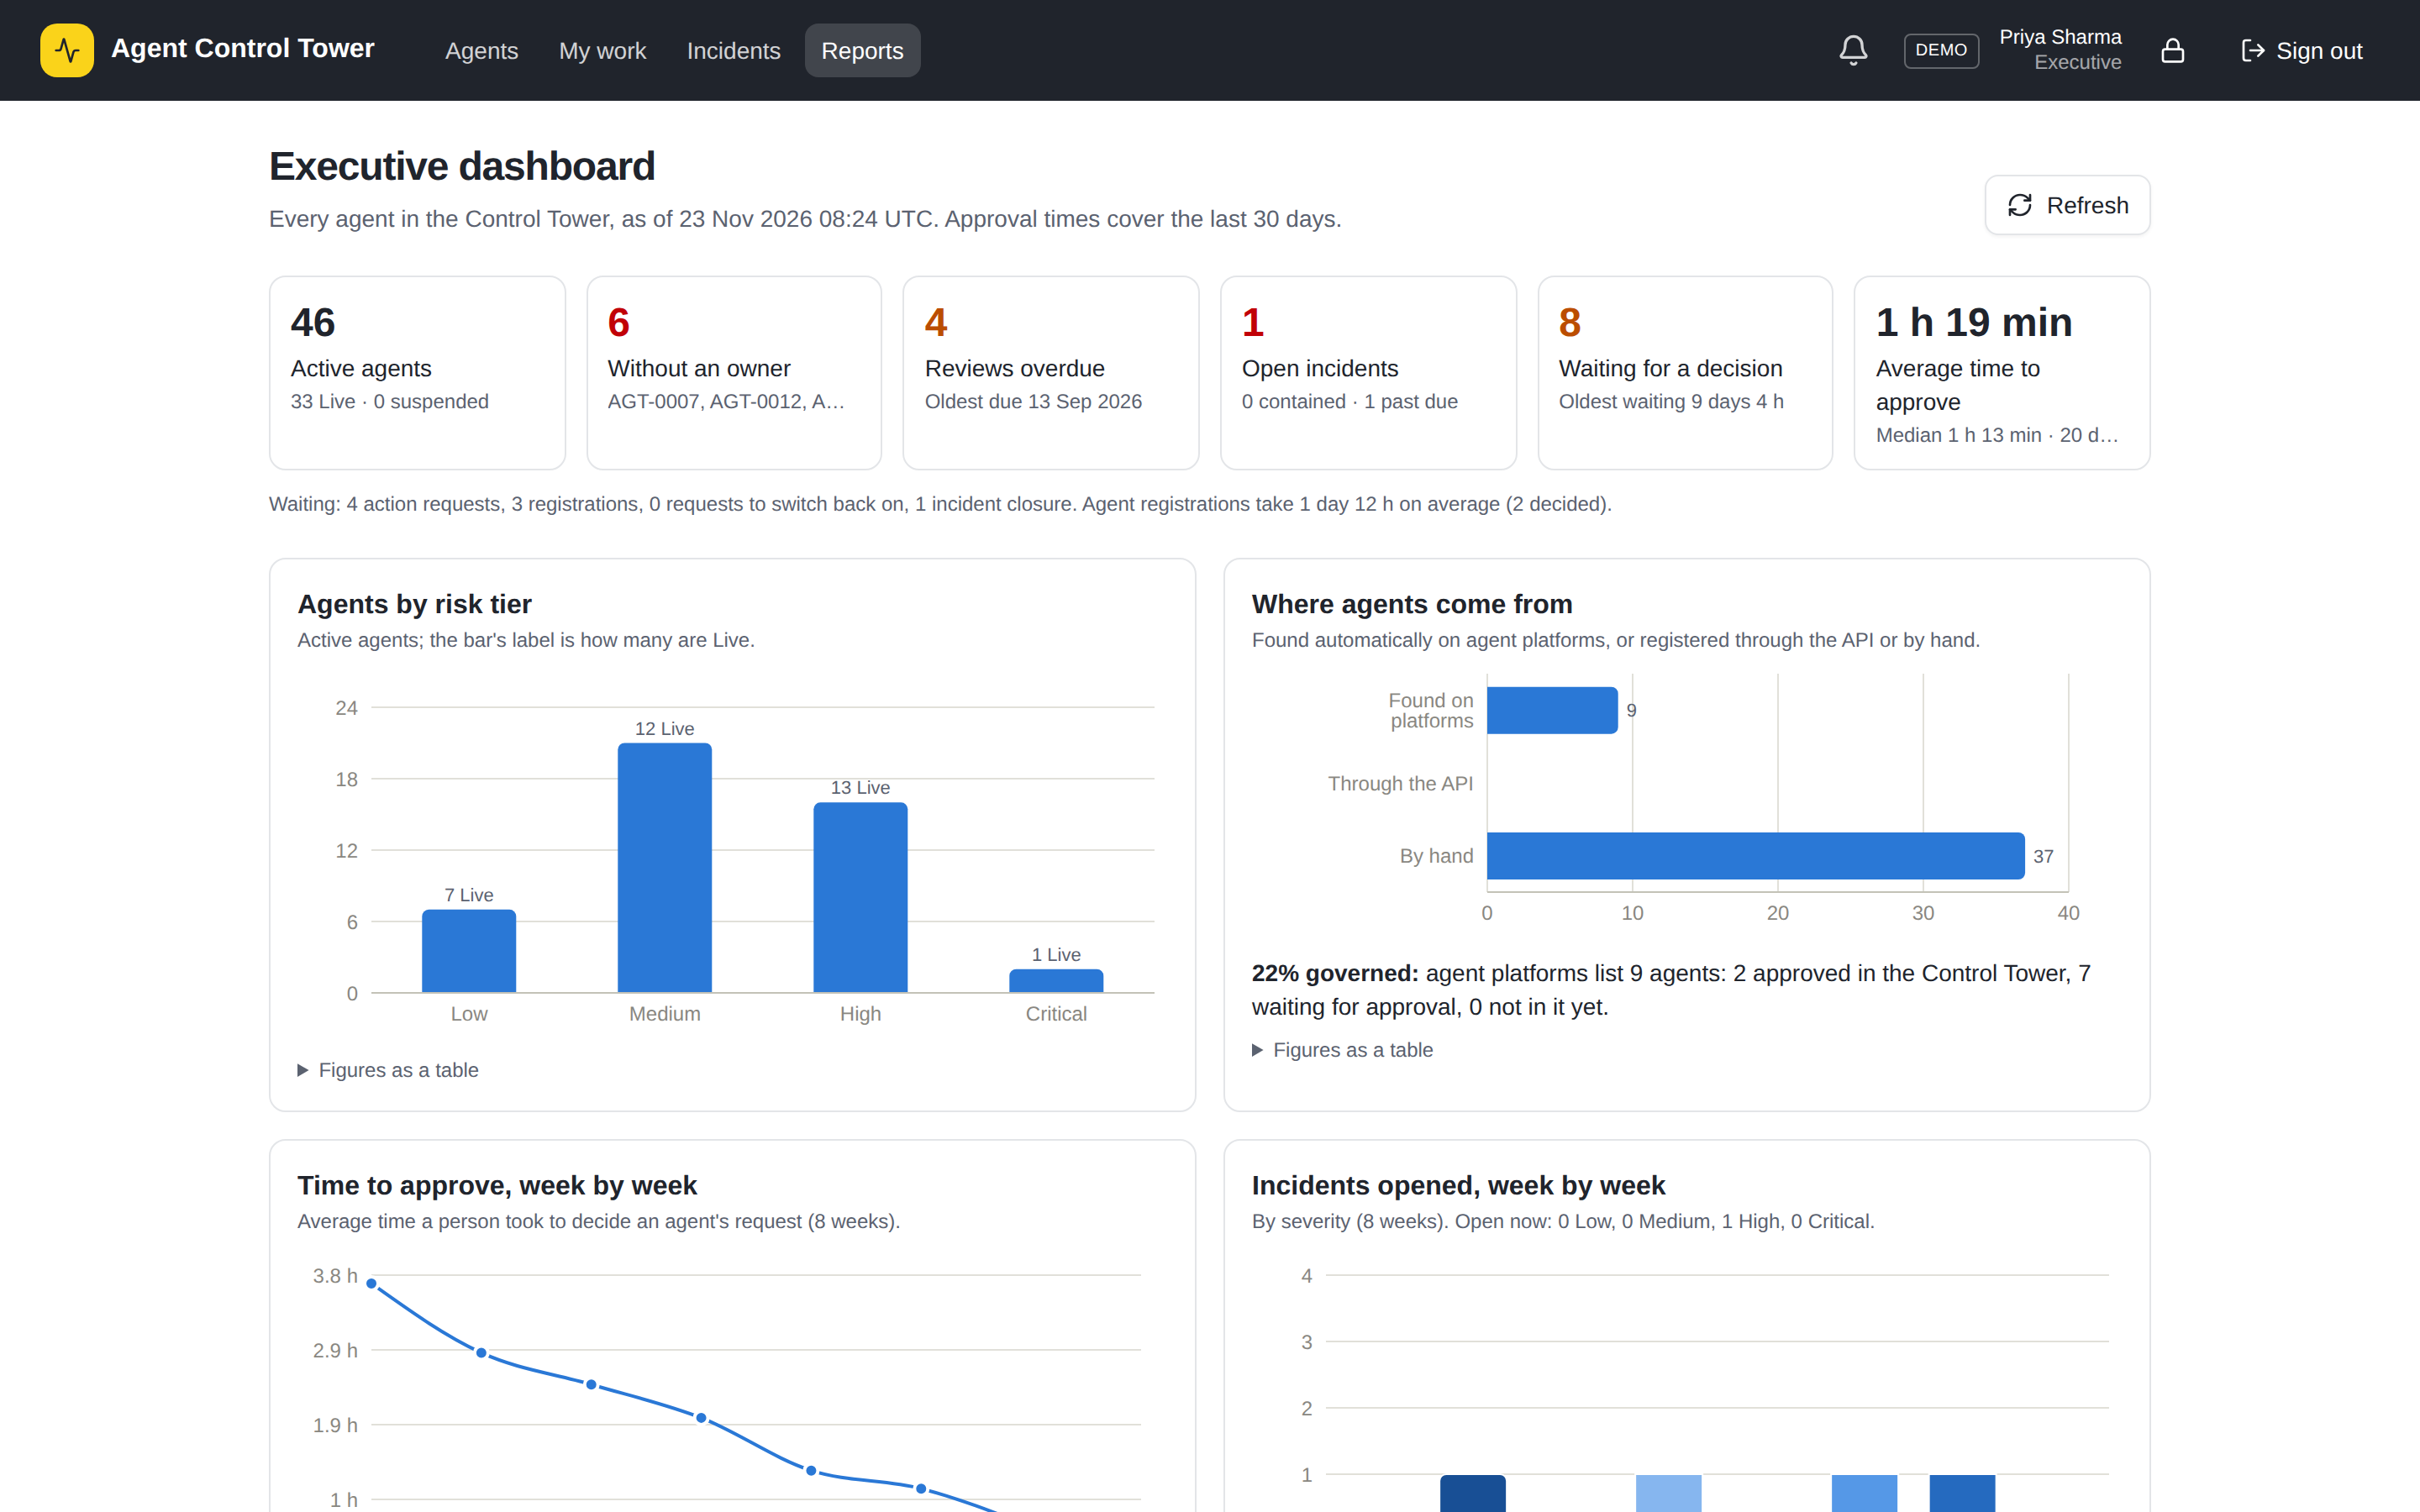 Agent Control Tower
Agents
My work
Incidents
Reports
DEMO
Priya Sharma
Executive
Sign out
Executive dashboard
Every agent in the Control Tower, as of 23 Nov 2026 08:24 UTC. Approval times cover the last 30 days.
Refresh
46
Active agents
33 Live · 0 suspended
6
Without an owner
AGT-0007, AGT-0012, A…
4
Reviews overdue
Oldest due 13 Sep 2026
1
Open incidents
0 contained · 1 past due
8
Waiting for a decision
Oldest waiting 9 days 4 h
1 h 19 min
Average time to
approve
Median 1 h 13 min · 20 d…
Waiting: 4 action requests, 3 registrations, 0 requests to switch back on, 1 incident closure. Agent registrations take 1 day 12 h on average (2 decided).
Agents by risk tier
Active agents; the bar's label is how many are Live.
24
18
12
6
0
7 Live
12 Live
13 Live
1 Live
Low
Medium
High
Critical
Figures as a table
Where agents come from
Found automatically on agent platforms, or registered through the API or by hand.
Found on
platforms
9
Through the API
By hand
37
0
10
20
30
40
22% governed: agent platforms list 9 agents: 2 approved in the Control Tower, 7
waiting for approval, 0 not in it yet.
Figures as a table
Time to approve, week by week
Average time a person took to decide an agent's request (8 weeks).
3.8 h
2.9 h
1.9 h
1 h
Incidents opened, week by week
By severity (8 weeks). Open now: 0 Low, 0 Medium, 1 High, 0 Critical.
4
3
2
1